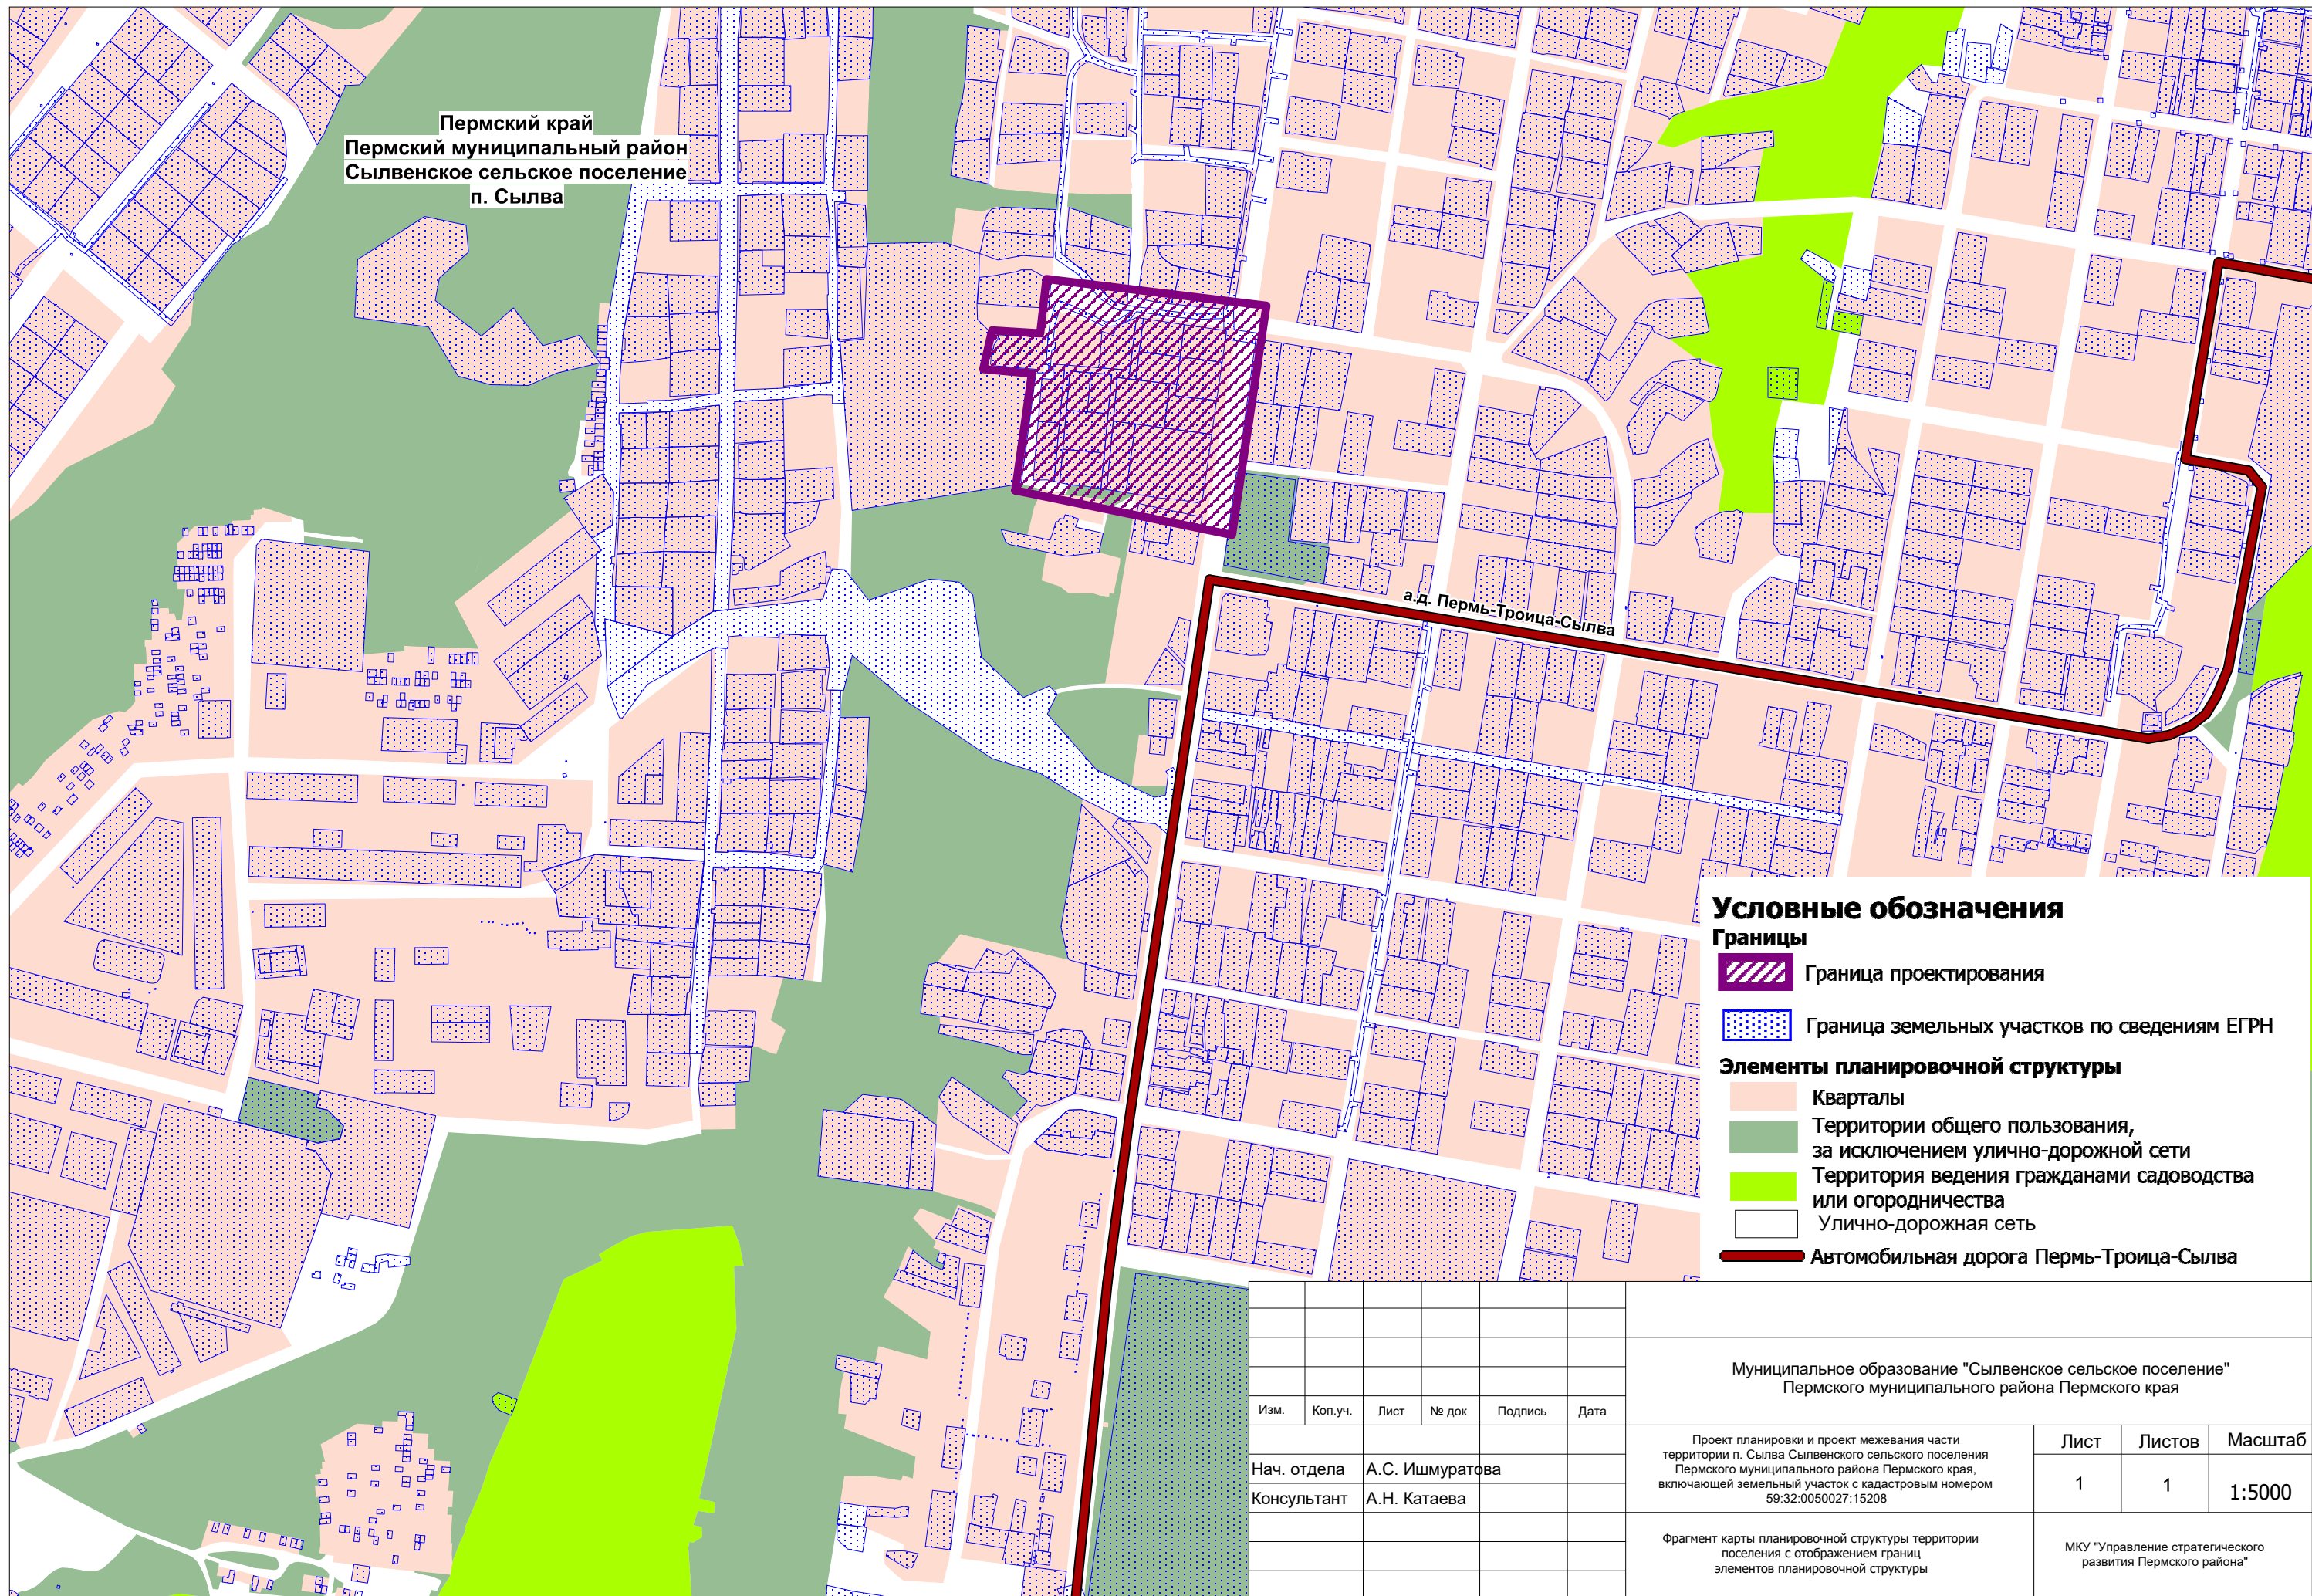 Пермский край
Пермский муниципальный район
Сылвенское сельское поселение
п. Сылва
а.д. Пермь-Троица-Сылва
Условные обозначения
Границы
Граница проектирования
Граница земельных участков по сведениям ЕГРН
Элементы планировочной структуры
Кварталы
Территории общего пользования,
за исключением улично-дорожной сети
Территория ведения гражданами садоводства
или огородничества
Улично-дорожная сеть
Автомобильная дорога Пермь-Троица-Сылва
Муниципальное образование "Сылвенское сельское поселение"
Пермского муниципального района Пермского края
Изм. Коп.уч. Лист № док Подпись Дата
Проект планировки и проект межевания части
территории п. Сылва Сылвенского сельского поселения
Пермского муниципального района Пермского края,
включающей земельный участок с кадастровым номером
59:32:0050027:15208
Лист Листов Масштаб
1 1 1:5000
Нач. отдела А.С. Ишмуратова
Консультант А.Н. Катаева
Фрагмент карты планировочной структуры территории
поселения с отображением границ
элементов планировочной структуры
МКУ "Управление стратегического
развития Пермского района"